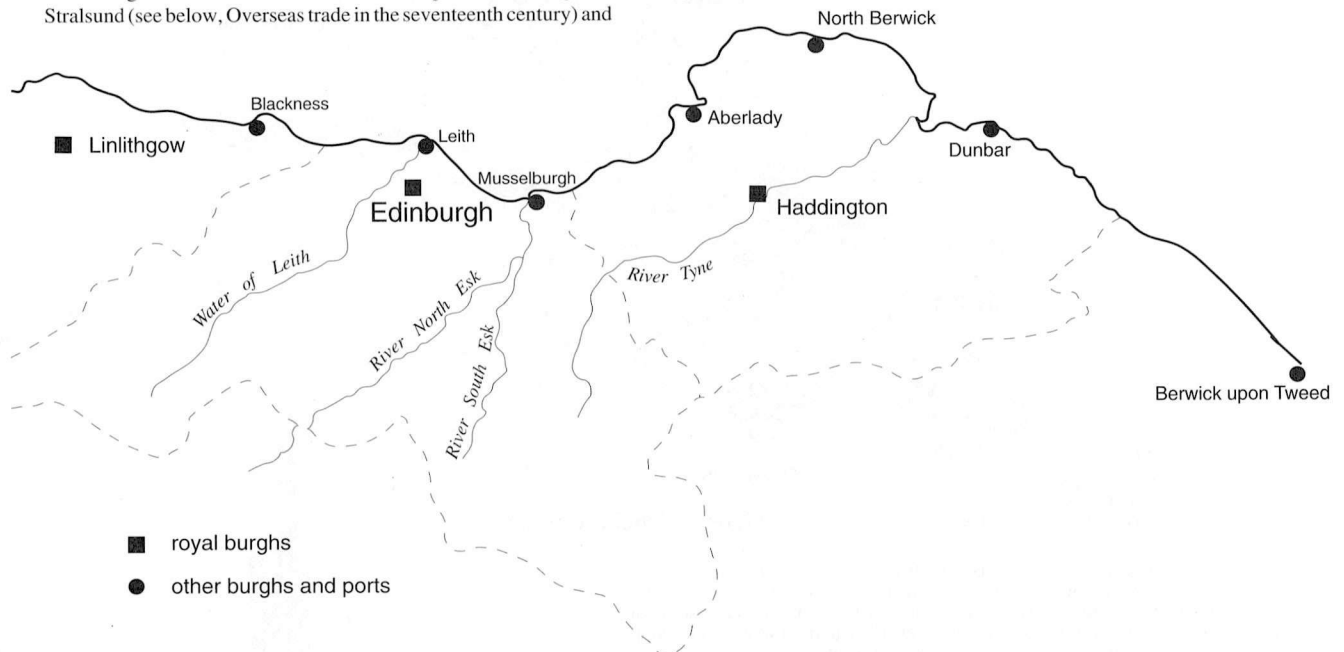 Stralsund (see below, Overseas trade in the seventeenth century) and
North Berwick
Blackness
Aberlady
Linlithgow
Leith
Dunbar
Musselburgh
Edinburgh
Haddington
Water of Leith
River North Esk
River Tyne
River South Esk
Berwick upon Tweed
royal burghs
other burghs and ports